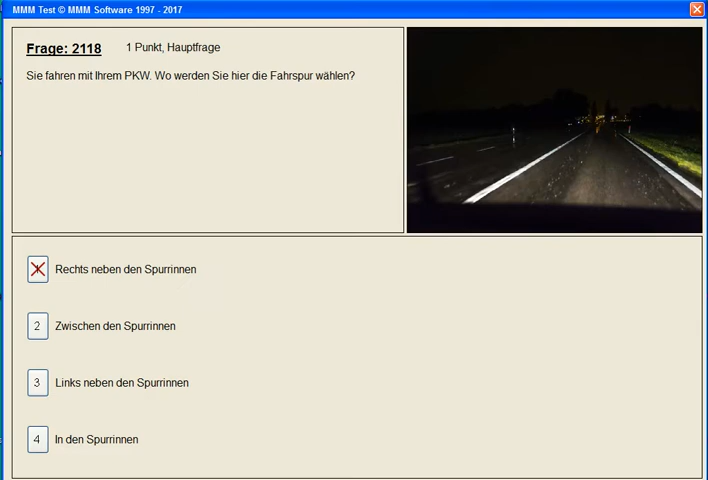 MMM Test © MMM Software 1997 - 2017
Frage: 2118 1 Punkt, Hauptfrage
Sie fahren mit Ihrem PKW. Wo werden Sie hier die Fahrspur wählen?
Rechts neben den Spurrinnen
2 Zwischen den Spurrinnen
3 Links neben den Spurrinnen
4 In den Spurrinnen